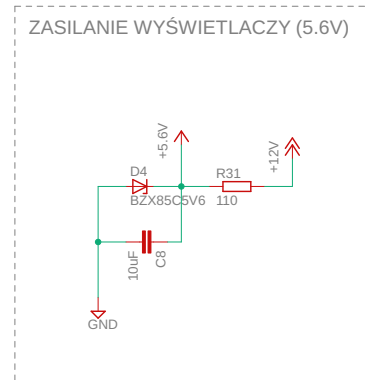 ZASILANIE WYŚWIETLACZY (5.6V)
+5.6V
+12V
D4
R31
BZX85C5V6
110
10uF
C8
GND